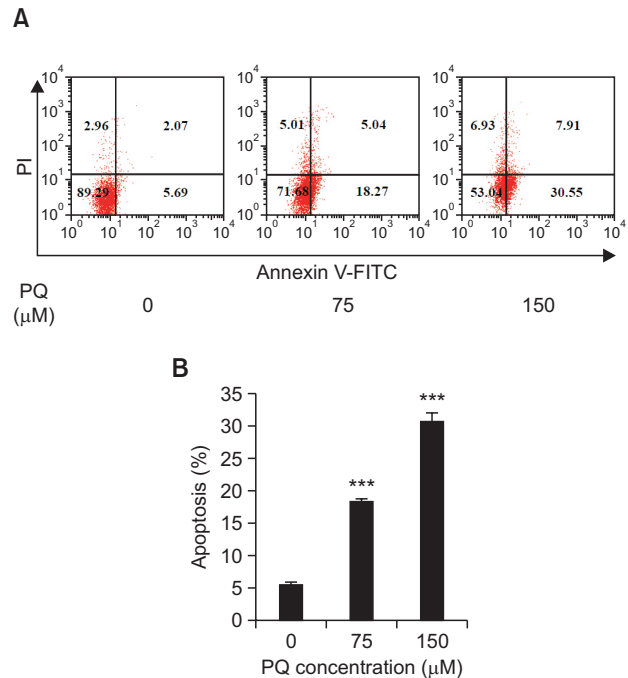 A
10⁴ 10⁴ 10⁴
10³ 10³ 10³
2.96 2.07 5.01 5.04 6.93 7.91
10² 10² 10²
PI
10¹ 10¹ 10¹
89.29 5.69 71.68 18.27 53.04 30.55
10⁰ 10⁰ 10⁰
10⁰ 10¹ 10² 10³ 10⁴ 10⁰ 10¹ 10² 10³ 10⁴ 10⁰ 10¹ 10² 10³ 10⁴
Annexin V-FITC
PQ
(μM) 0 75 150
B
35
***
30
25
***
20
15
10
5
0
Apoptosis (%)
0 75 150
PQ concentration (μM)